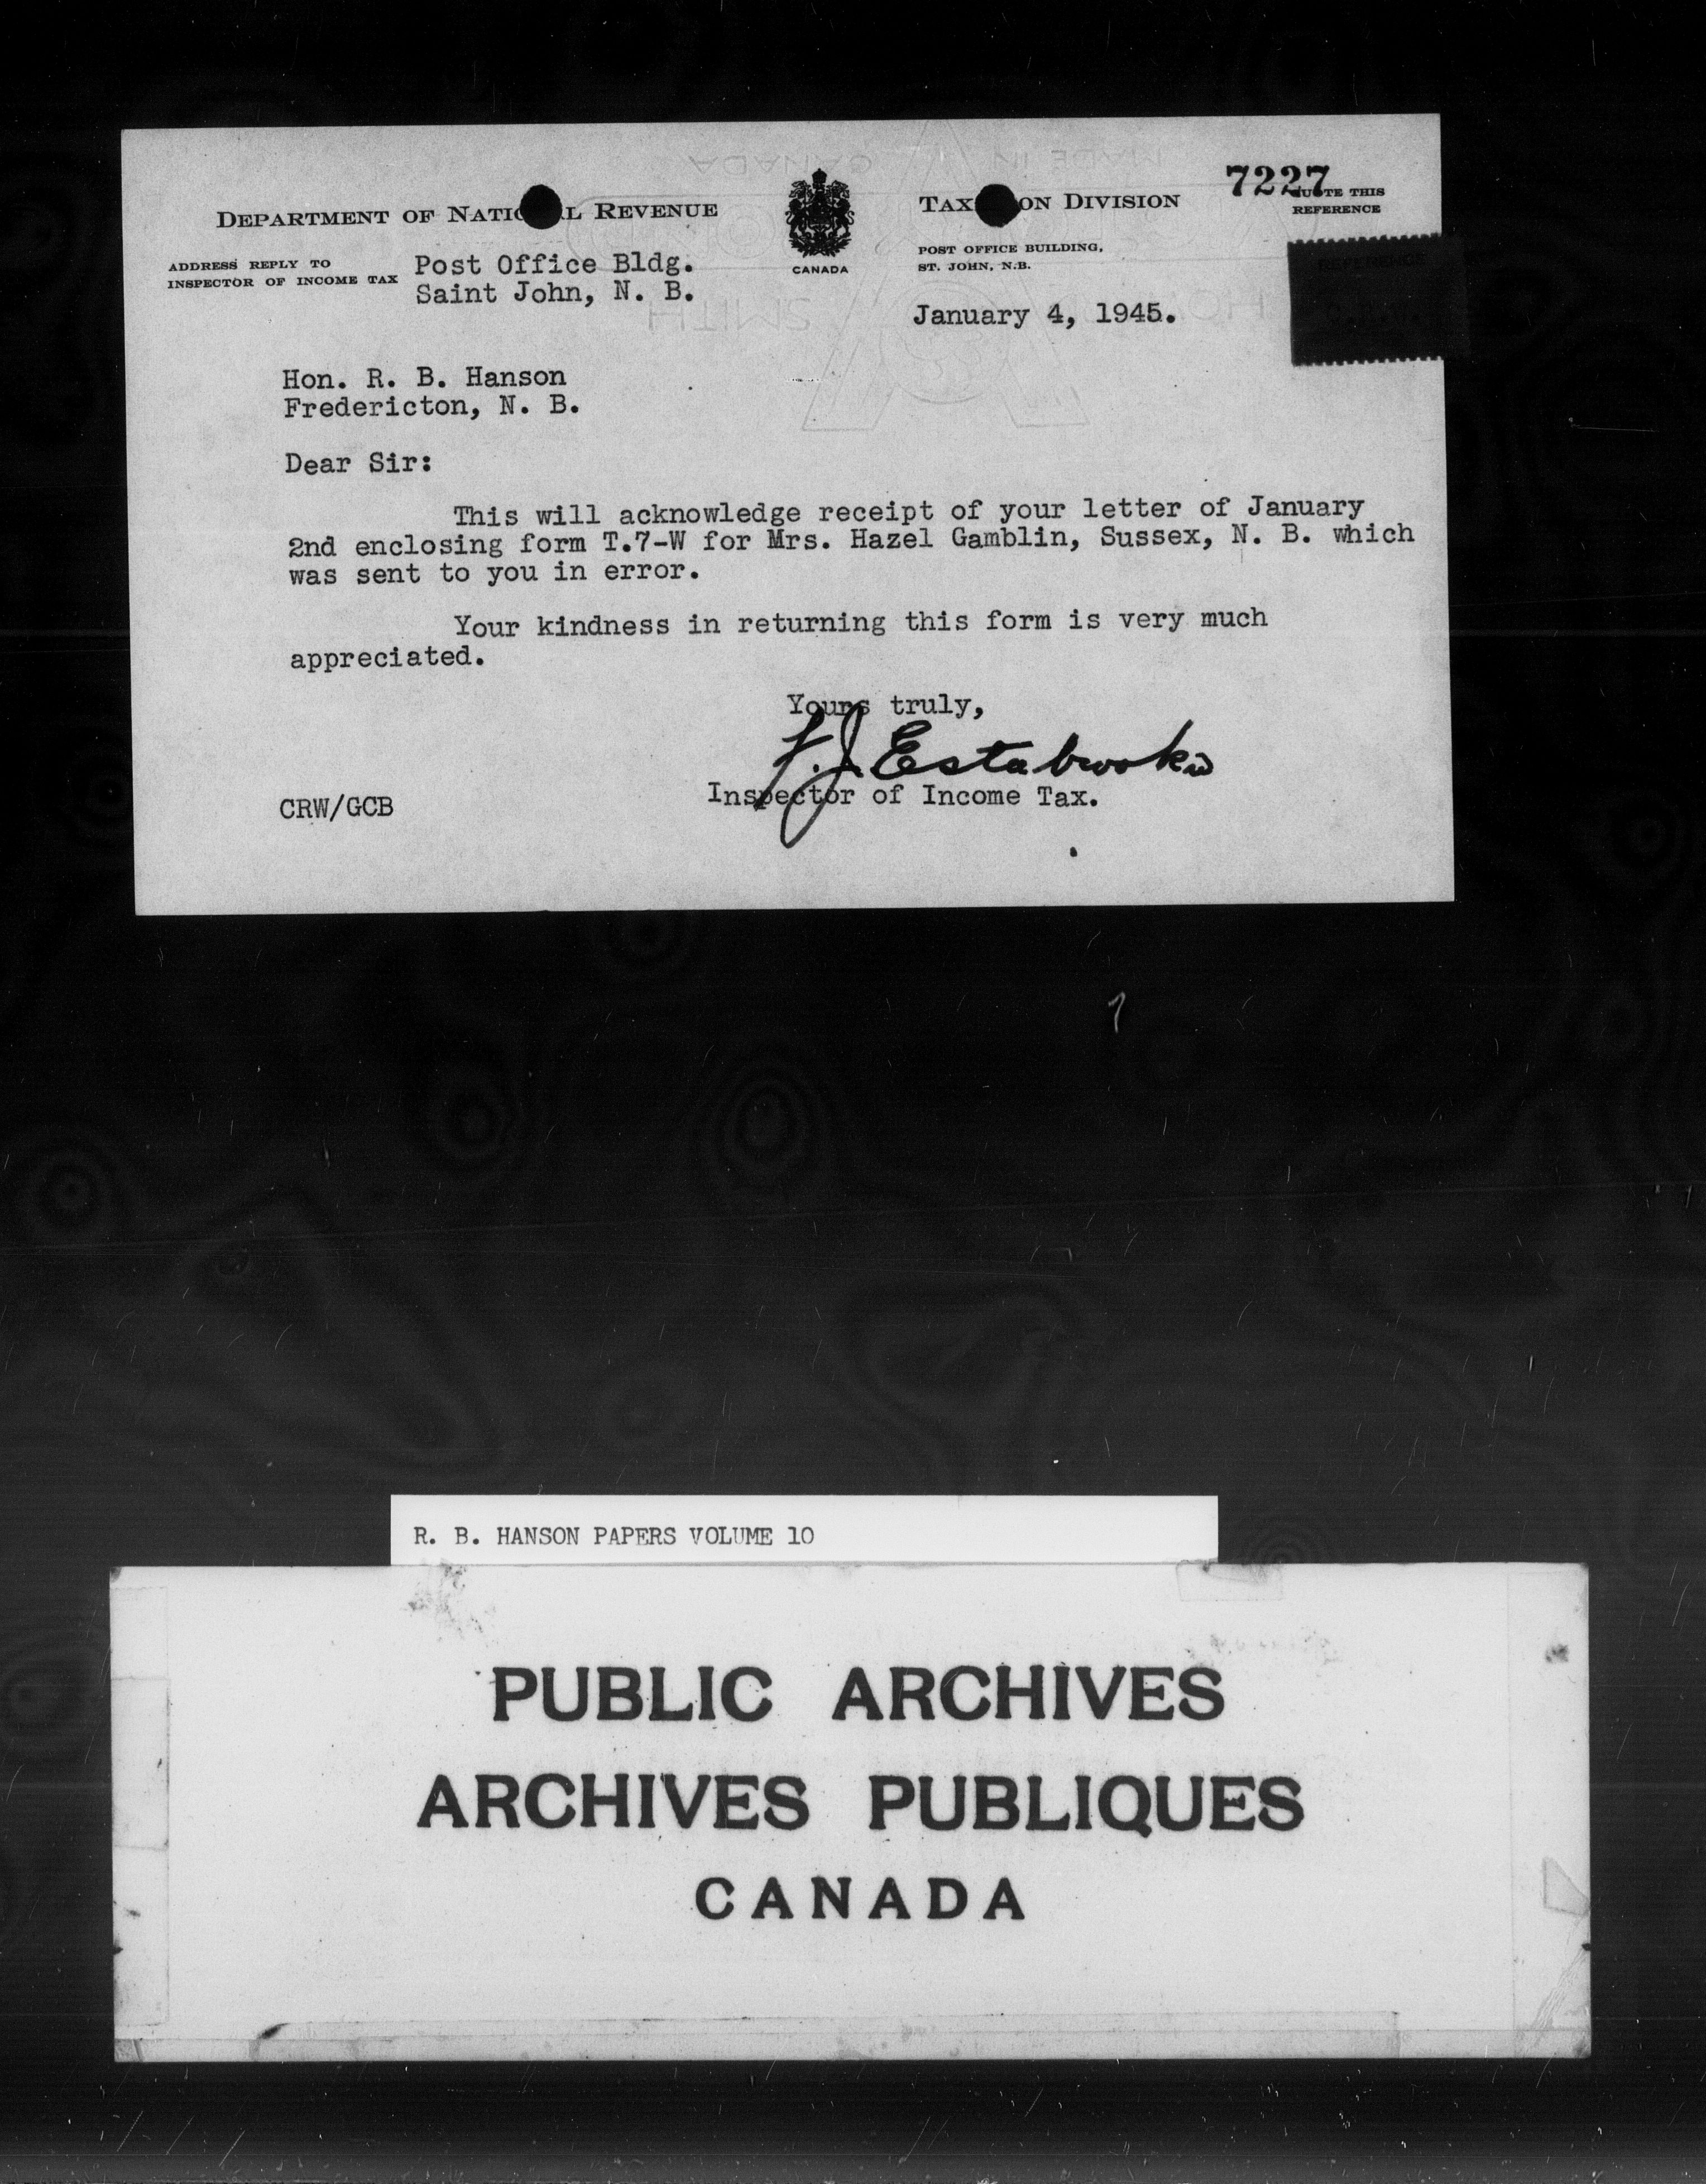 7227
DEPARTMENT OF NATIONAL REVENUE
TAXATION DIVISION
QUOTE THIS
REFERENCE
POST OFFICE BUILDING,
ST. JOHN, N.B.
CANADA
ADDRESS REPLY TO
INSPECTOR OF INCOME TAX
Post Office Bldg.
Saint John, N. B.
January 4, 1945.
Hon. R. B. Hanson
Fredericton, N. B.
Dear Sir:
This will acknowledge receipt of your letter of January
2nd enclosing form T.7-W for Mrs. Hazel Gamblin, Sussex, N. B. which
was sent to you in error.
Your kindness in returning this form is very much
appreciated.
Yours truly,
Estabrooks
Inspector of Income Tax.
CRW/GCB
R. B. HANSON PAPERS VOLUME 10
PUBLIC ARCHIVES
ARCHIVES PUBLIQUES
CANADA